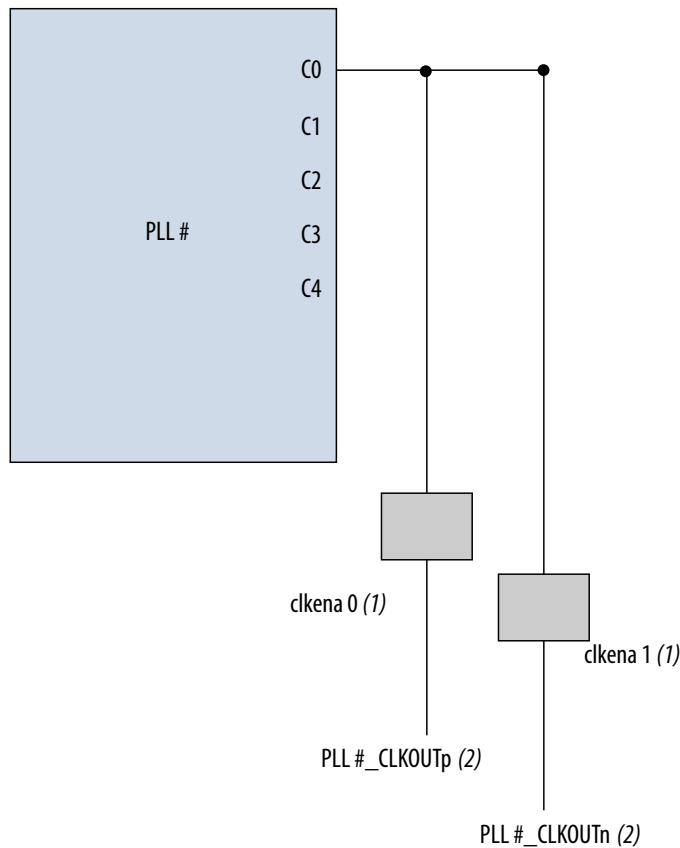 C0
C1
C2
PLL #
C3
C4
clkena 0 (1)
clkena 1 (1)
PLL #_CLKOUTp (2)
PLL #_CLKOUTn (2)